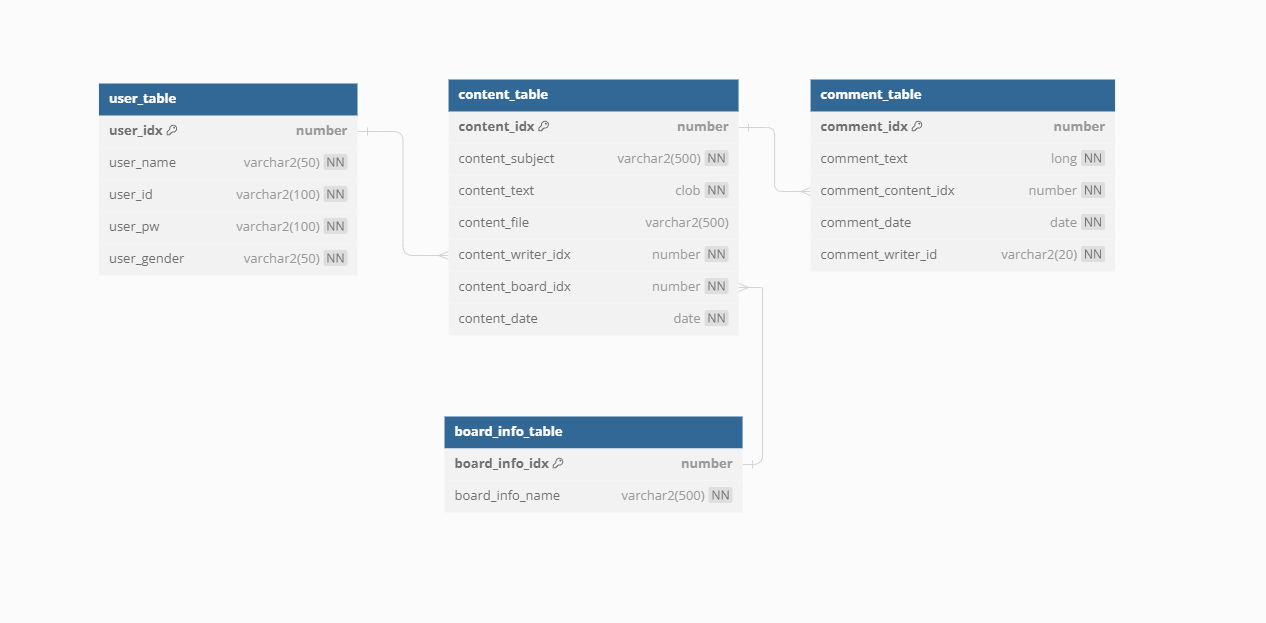 user_table
user_idx number
user_name varchar2(50) NN
user_id varchar2(100) NN
user_pw varchar2(100) NN
user_gender varchar2(50) NN
content_table
content_idx number
content_subject varchar2(500) NN
content_text clob NN
content_file varchar2(500)
content_writer_idx number NN
content_board_idx number NN
content_date date NN
comment_table
comment_idx number
comment_text long NN
comment_content_idx number NN
comment_date date NN
comment_writer_id varchar2(20) NN
board_info_table
board_info_idx number
board_info_name varchar2(500) NN